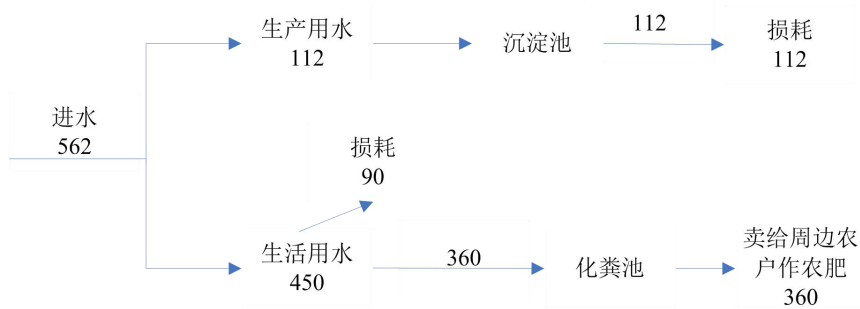 生产用水
112
沉淀池
112
损耗
112
进水
562
损耗
90
生活用水
450
360
化粪池
卖给周边农
户作农肥
360